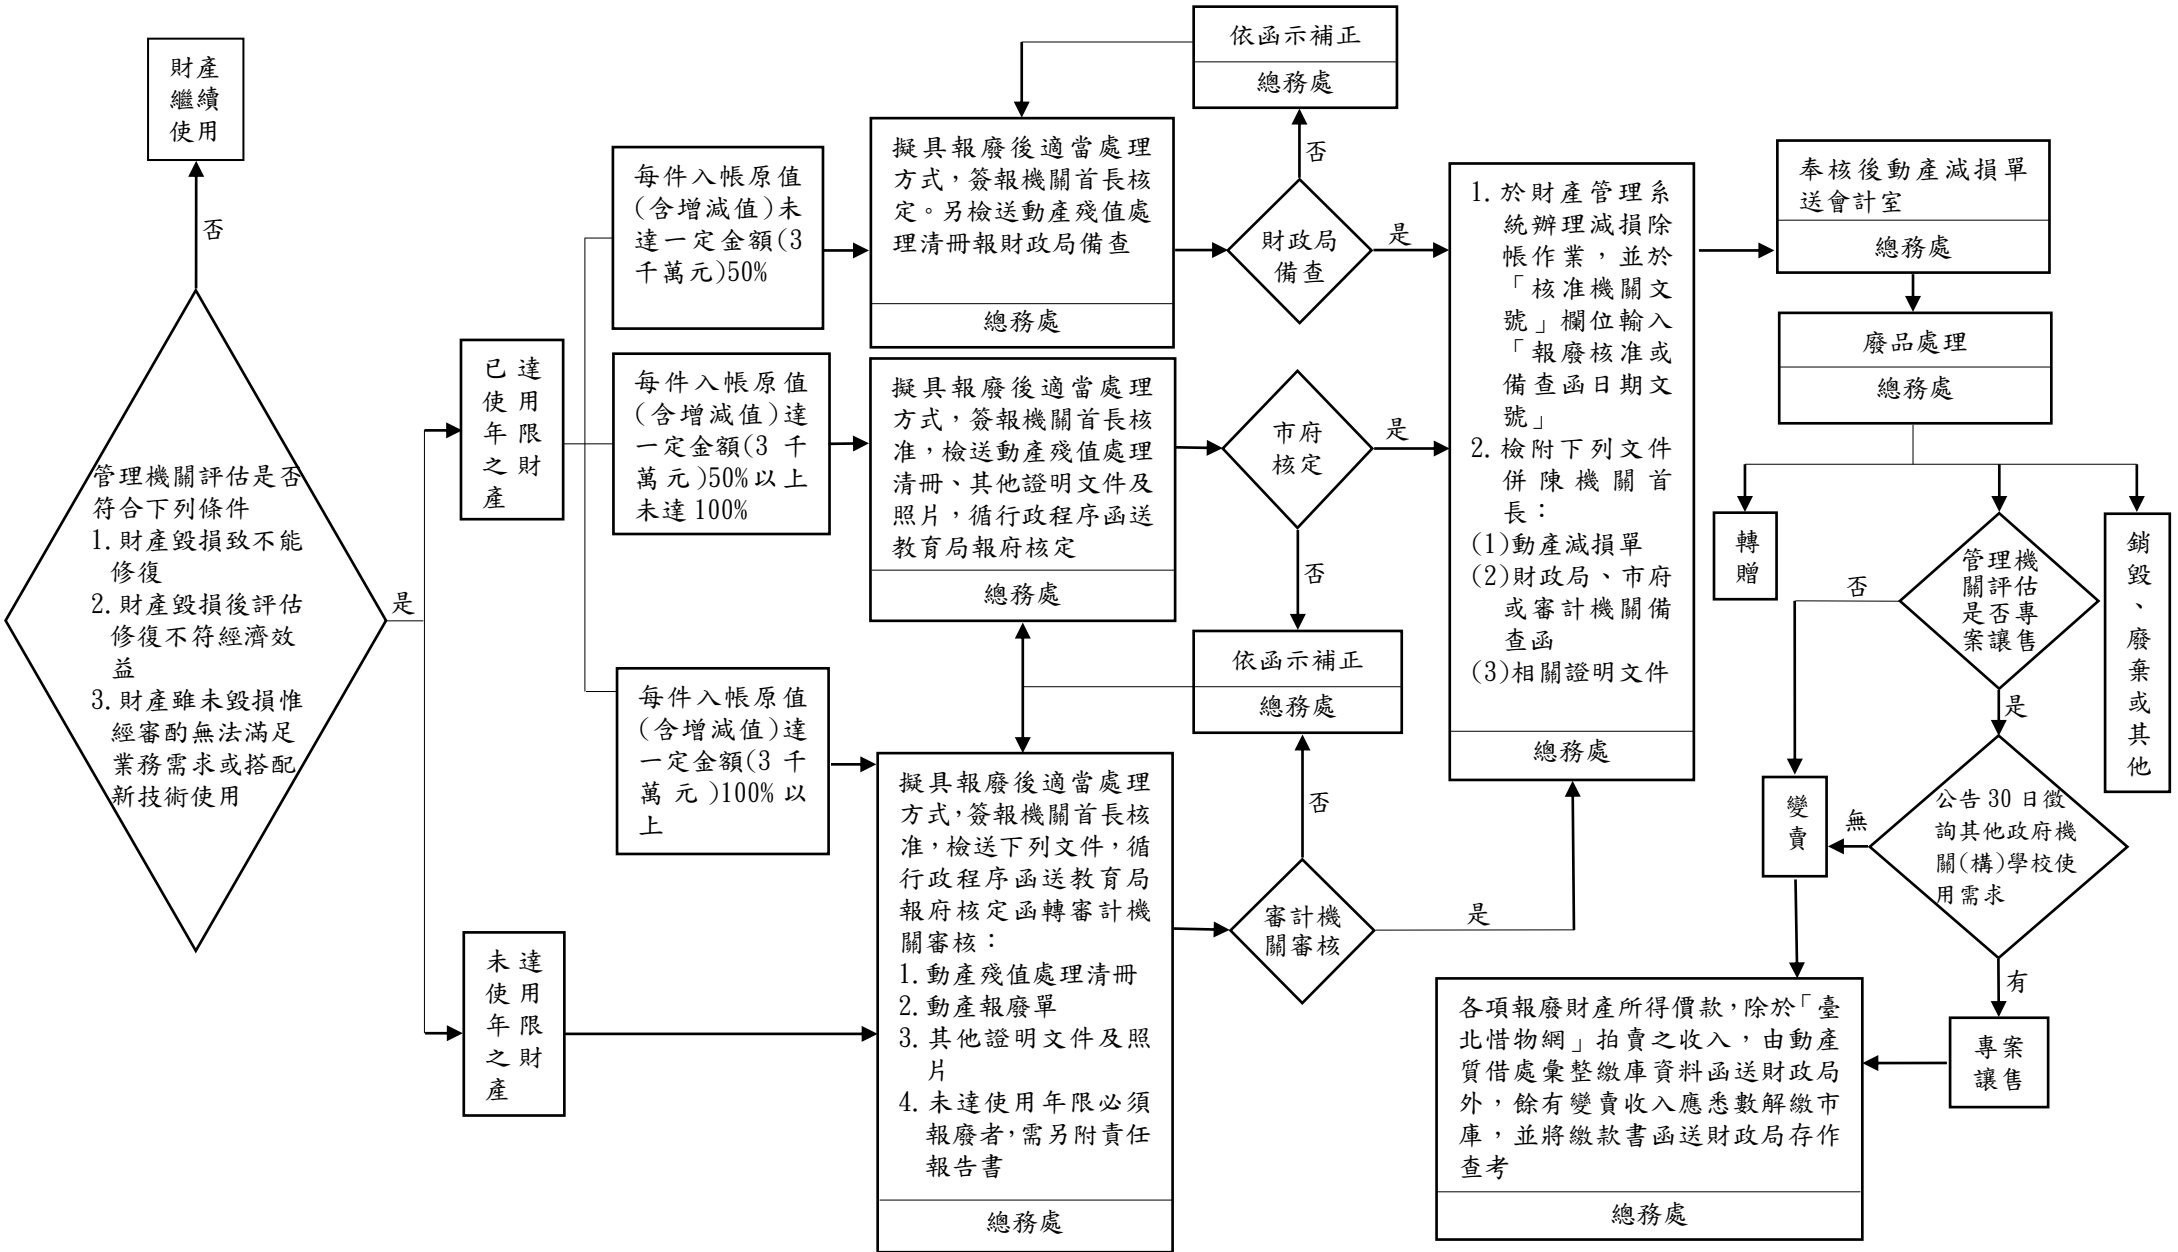 財產
繼續
使用
否
管理機關評估是否
符合下列條件
1.財產毀損致不能
修復
2.財產毀損後評估
修復不符經濟效
益
3.財產雖未毀損惟
經審酌無法滿足
業務需求或搭配
新技術使用
是
已達
使用
年限
之財
產
未達
使用
年限
之財
產
每件入帳原值
(含增減值)未
達一定金額(3
千萬元)50%
每件入帳原值
(含增減值)達
一定金額(3 千
萬元)50%以上
未達100%
每件入帳原值
(含增減值)達
一定金額(3 千
萬元)100%以
上
擬具報廢後適當處理
方式，簽報機關首長核
定。另檢送動產殘值處
理清冊報財政局備查
總務處
擬具報廢後適當處理
方式，簽報機關首長核
准，檢送動產殘值處理
清冊、其他證明文件及
照片，循行政程序函送
教育局報府核定
總務處
擬具報廢後適當處理
方式，簽報機關首長核
准，檢送下列文件，循
行政程序函送教育局
報府核定函轉審計機
關審核：
1.動產殘值處理清冊
2.動產報廢單
3.其他證明文件及照
片
4.未達使用年限必須
報廢者，需另附責任
報告書
總務處
依函示補正
總務處
否
財政局
備查
是
市府
核定
是
否
依函示補正
總務處
否
審計機
關審核
是
1.於財產管理系
統辦理減損除
帳作業，並於
「核准機關文
號」欄位輸入
「報廢核准或
備查函日期文
號」
2.檢附下列文件
併陳機關首
長：
(1)動產減損單
(2)財政局、市府
或審計機關備
查函
(3)相關證明文件
總務處
奉核後動產減損單
送會計室
總務處
廢品處理
總務處
轉
贈
管理機
關評估
是否專
讓售
否
是
銷
毀
、
廢
棄
或
其
他
變
賣
無
公告30日徵
詢其他政府機
關(構)學校使
用需求
有
專案
讓售
各項報廢財產所得價款，除於「臺
北惜物網」拍賣之收入，由動產
質借處彙整繳庫資料函送財政局
外，餘有變賣收入應悉數解繳市
庫，並將繳款書函送財政局存作
查考
總務處